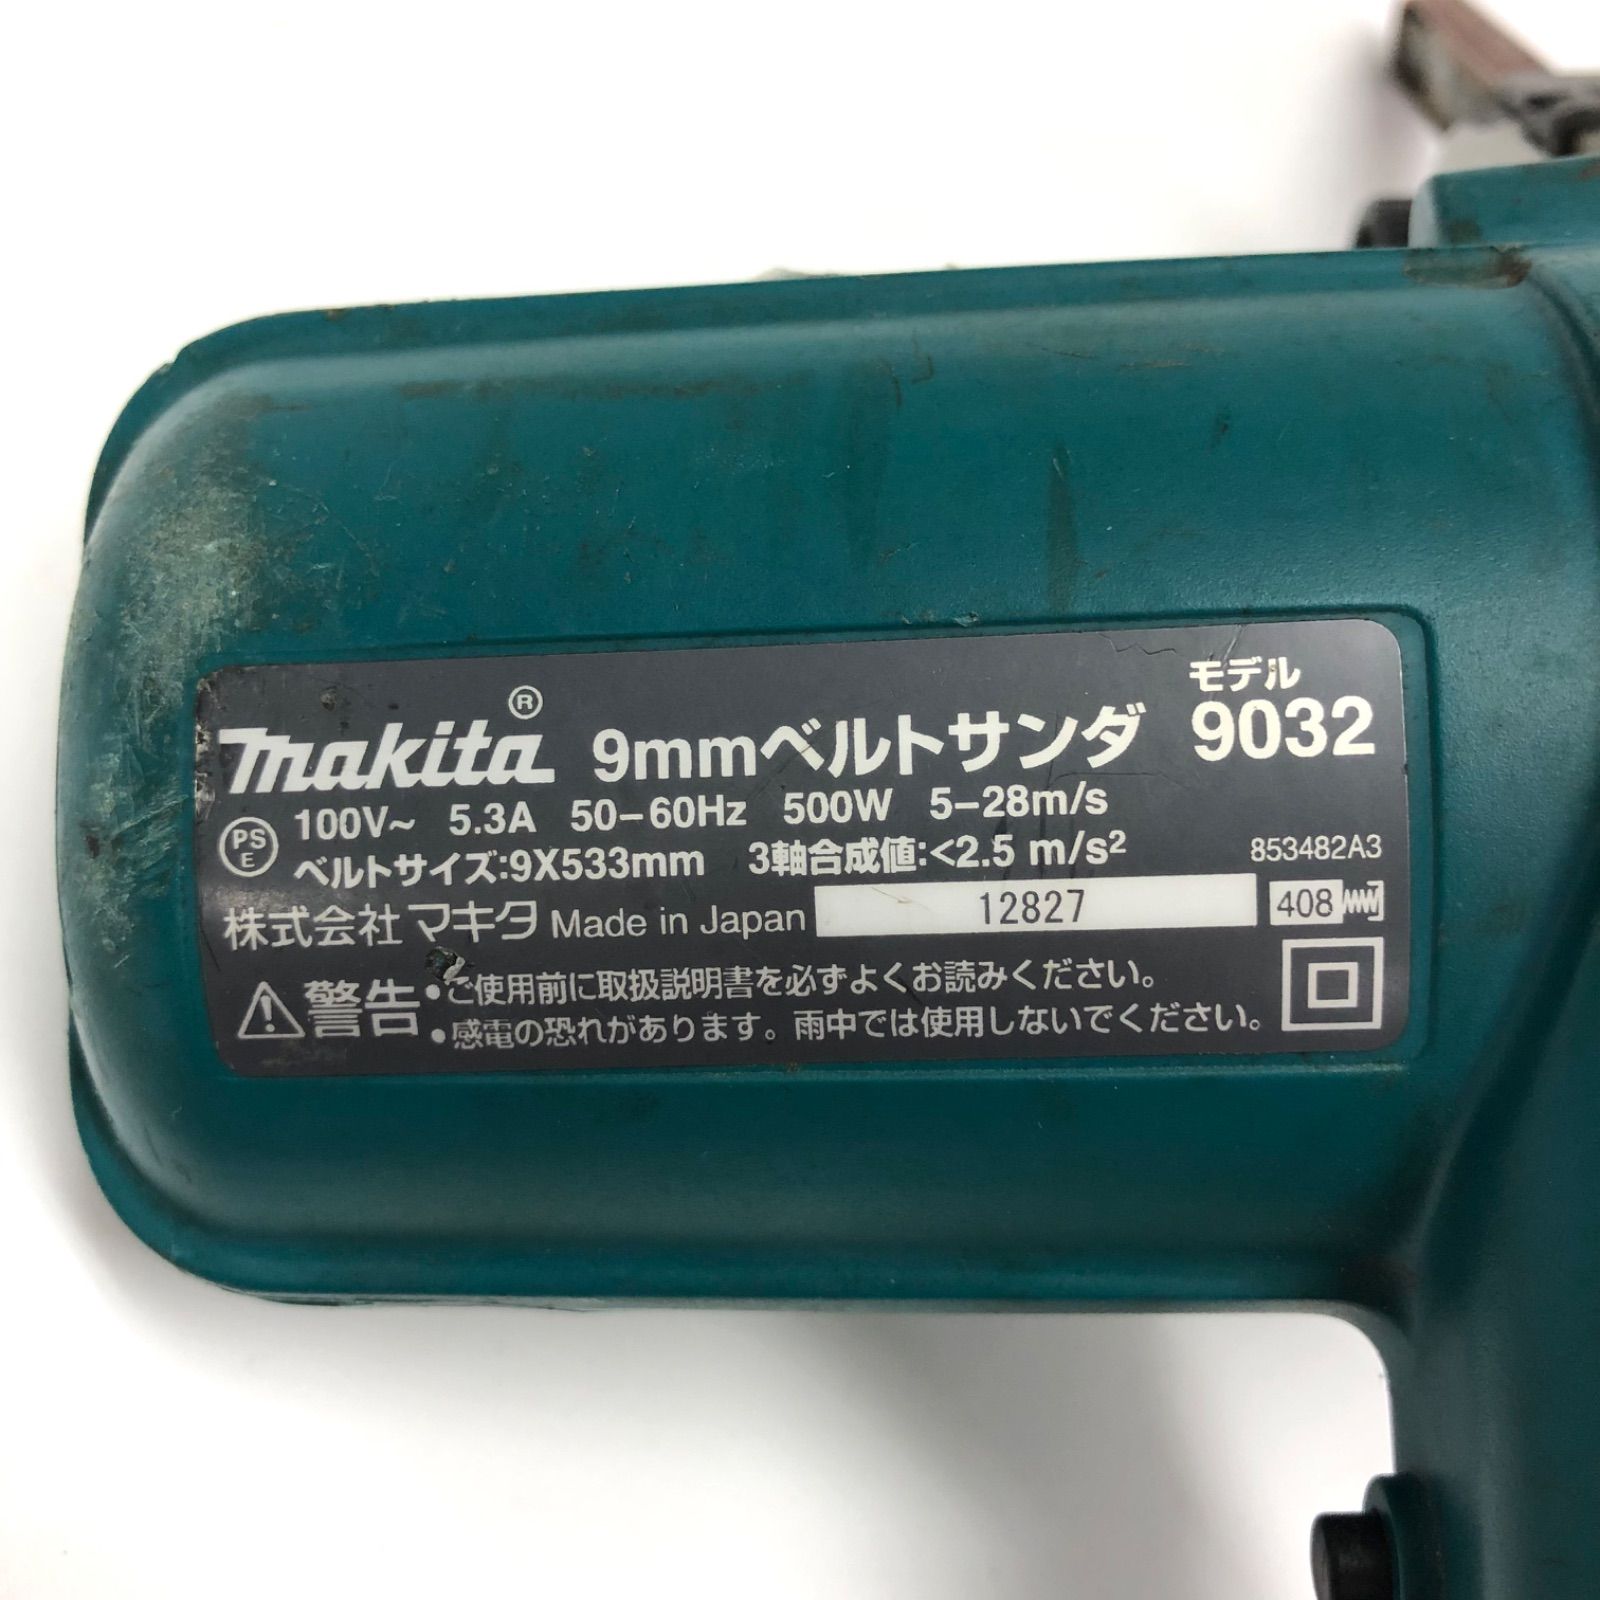 makita® 9mmベルトサンダ モデル 9032
PS E 100V~ 5.3A 50-60Hz 500W 5-28m/s
ベルトサイズ:9X533mm 3軸合成値:<2.5 m/s² 853482A3
株式会社 マキタ Made in Japan 12827 408
警告 •ご使用前に取扱説明書を必ずよくお読みください。
•感電の恐れがあります。雨中では使用しないでください。